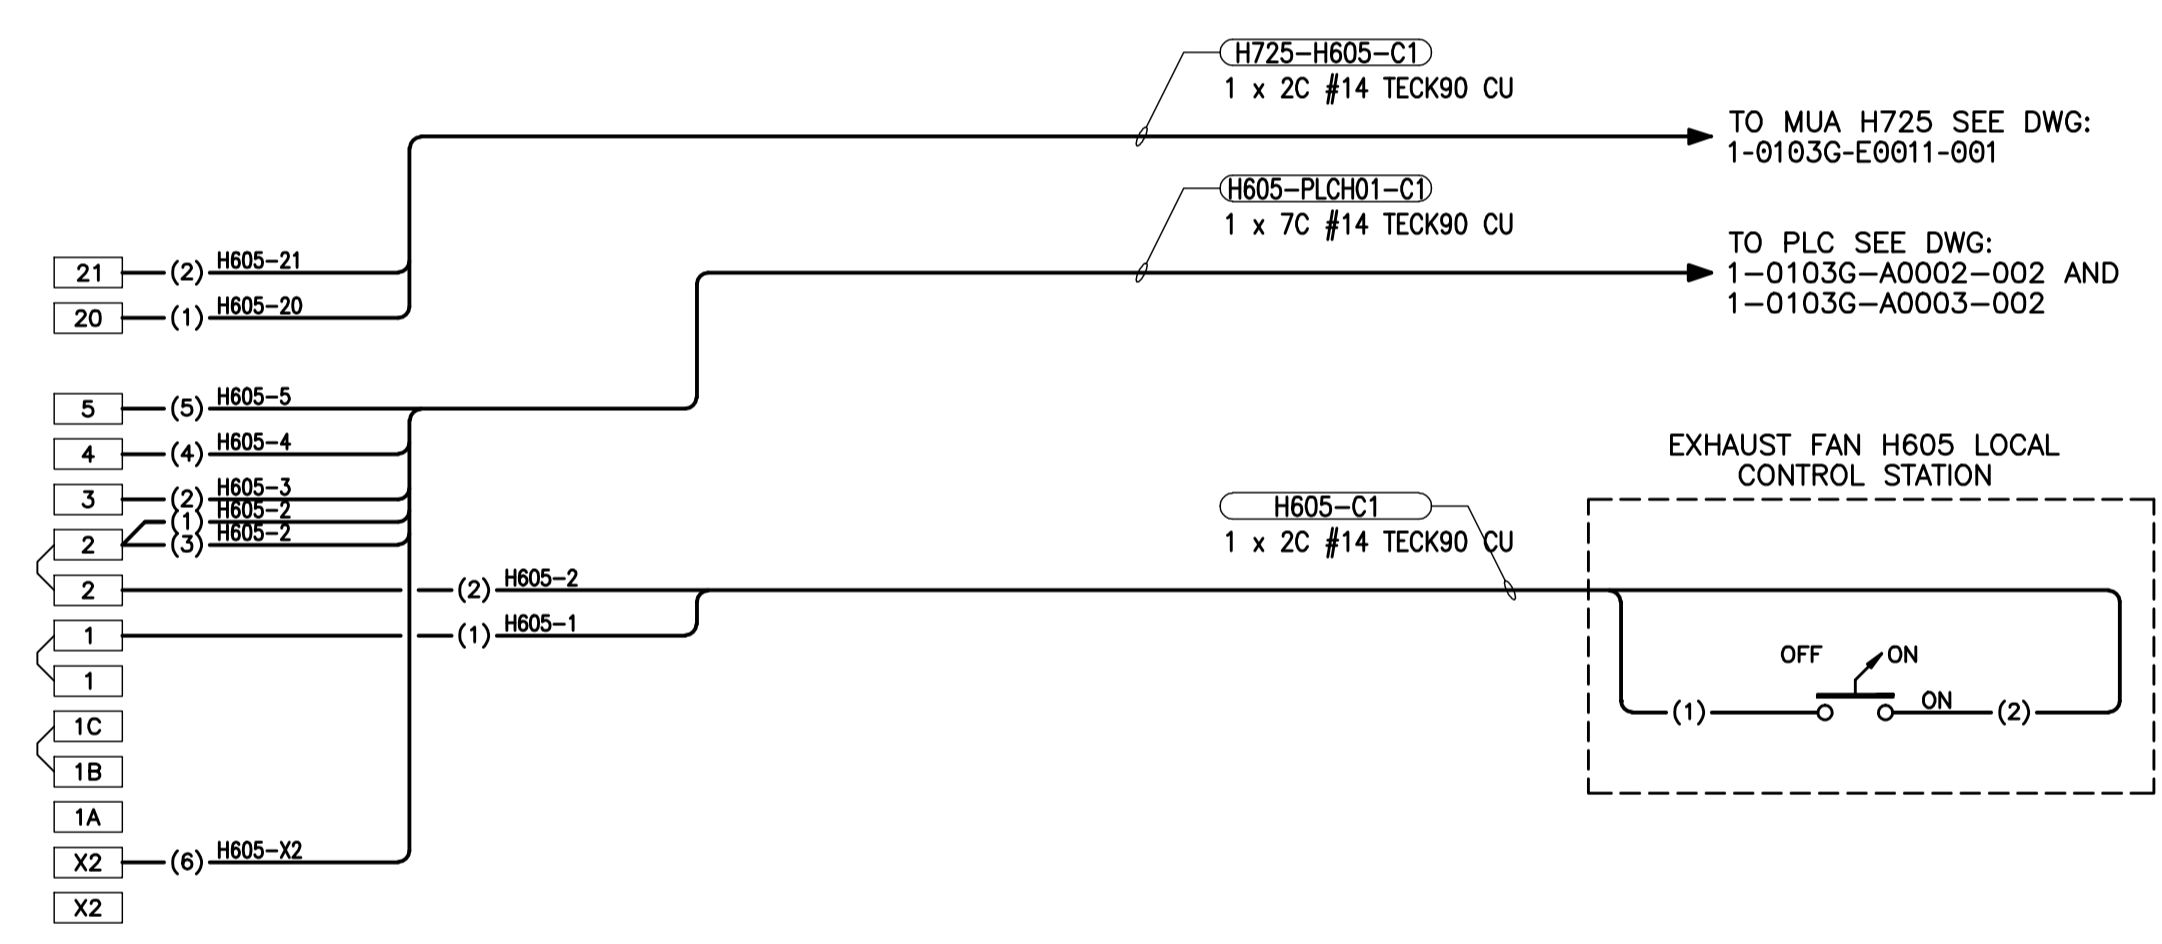 H725-H605-C1
1 x 2C #14 TECK90 CU
TO MUA H725 SEE DWG:
1-0103G-E0011-001
H605-PLCH01-C1
1 x 7C #14 TECK90 CU
TO PLC SEE DWG:
1-0103G-A0002-002 AND
1-0103G-A0003-002
21 (2) H605-21
20 (1) H605-20
5 (5) H605-5
4 (4) H605-4
3 (2) H605-3
(1) H605-2
2 (3) H605-2
2 (2) H605-2
1 (1) H605-1
1
1C
1B
1A
X2 (6) H605-X2
X2
EXHAUST FAN H605 LOCAL
CONTROL STATION
H605-C1
1 x 2C #14 TECK90 CU
OFF ON
(1) ON (2)